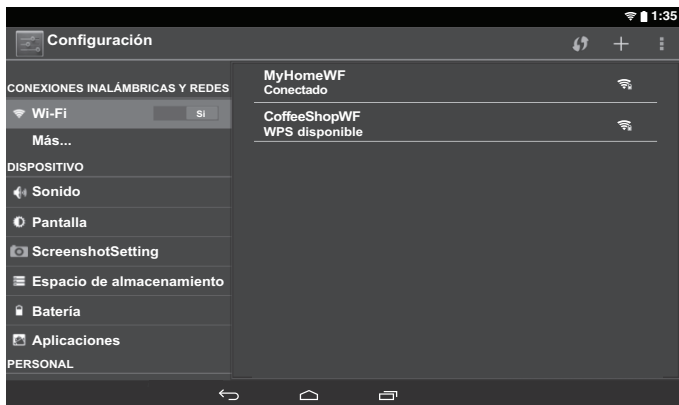 1:35
Configuración
CONEXIONES INALÁMBRICAS Y REDES
Wi-Fi
Si
Más...
DISPOSITIVO
Sonido
Pantalla
ScreenshotSetting
Espacio de almacenamiento
Batería
Aplicaciones
PERSONAL
MyHomeWF
Conectado
CoffeeShopWF
WPS disponible